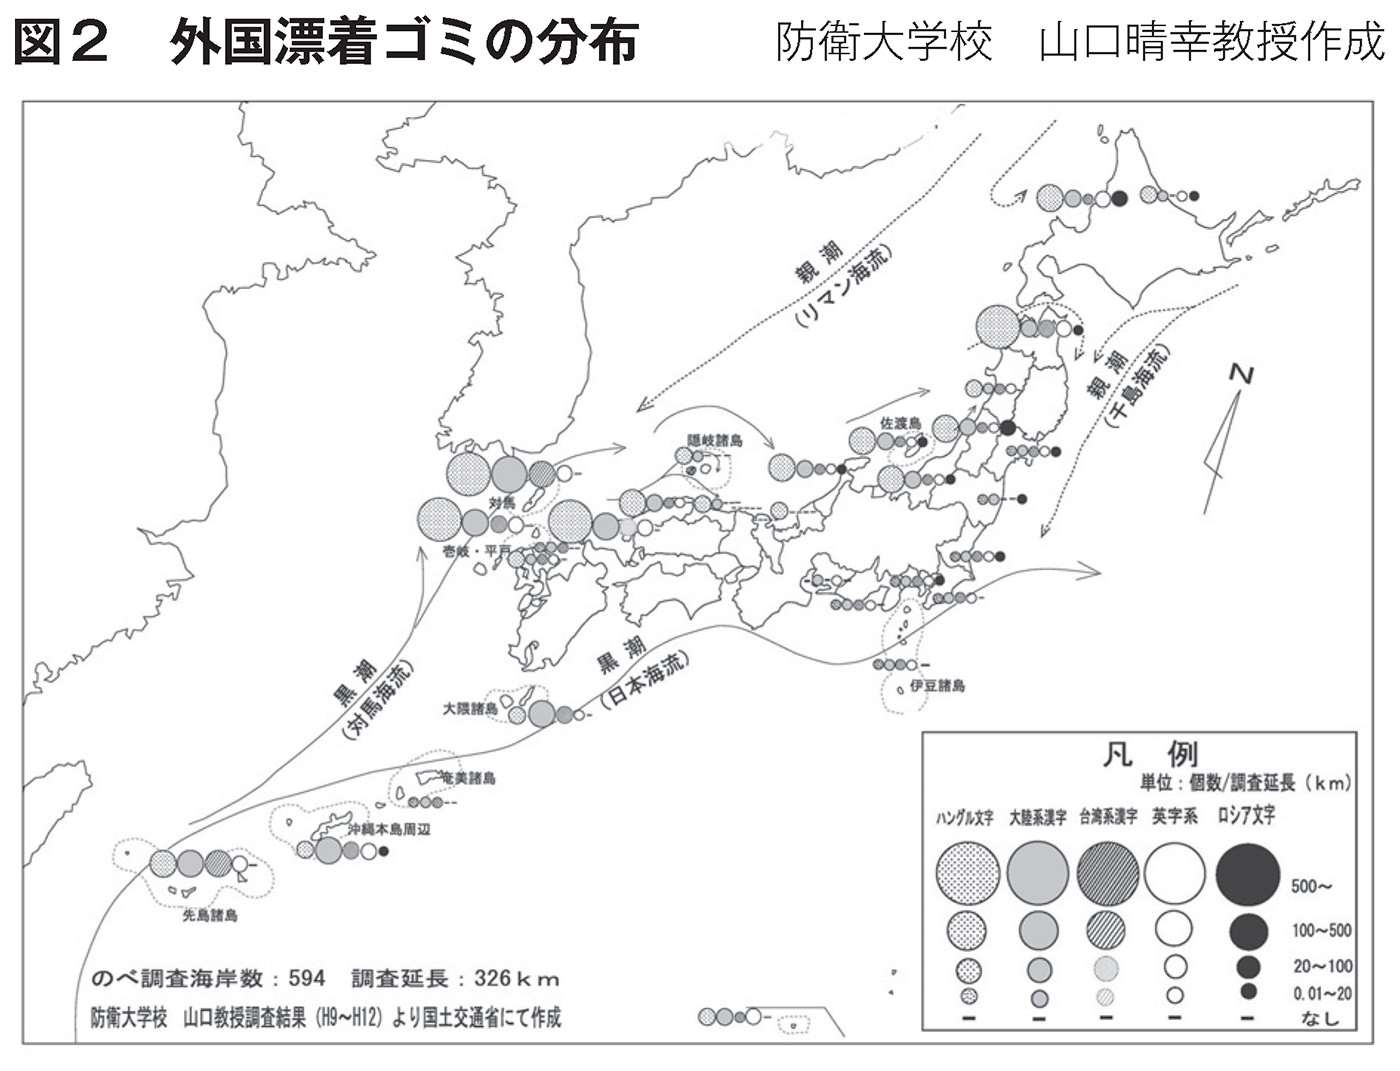 図2　外国漂着ゴミの分布
防衛大学校　山口晴幸教授作成
親潮
(リマン海流)
親潮
(千島海流)
N
佐渡島
隠岐諸島
対馬
壱岐・平戸
黒潮
(対馬海流)
黒潮
(日本海流)
大隈諸島
伊豆諸島
奄美諸島
沖縄本島周辺
先島諸島
のべ調査海岸数：594　調査延長：326km
防衛大学校　山口教授調査結果（H9〜H12）より国土交通省にて作成
凡　例
単位：個数/調査延長（km）
ハングル文字　大陸系漢字　台湾系漢字　英字系　ロシア文字
500〜
100〜500
20〜100
0.01〜20
なし